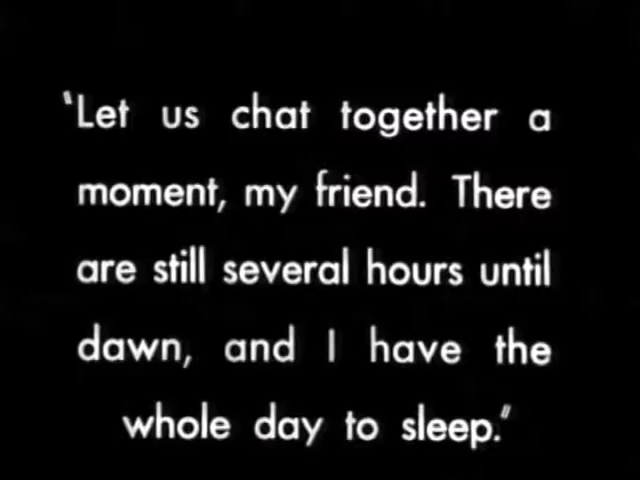 "Let us chat together a
moment, my friend. There
are still several hours until
dawn, and I have the
whole day to sleep."